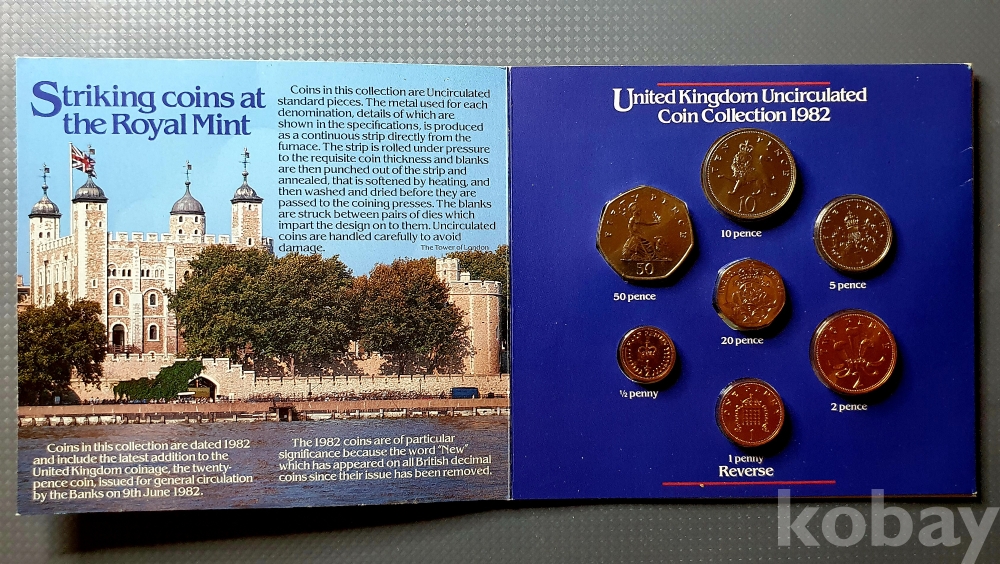 Striking coins at
the Royal Mint
Coins in this collection are Uncirculated
standard pieces. The metal used for each
denomination, details of which are
shown in the specifications, is produced
as a continuous strip directly from the
furnace. The strip is rolled under pressure
to the requisite coin thickness and blanks
are then punched out of the strip and
annealed, that is softened by heating, and
then washed and dried before they are
passed to the coining presses. The blanks
are struck between pairs of dies which
impart the design on to them. Uncirculated
coins are handled carefully to avoid
damage.
The Tower of London
Coins in this collection are dated 1982
and include the latest addition to the
United Kingdom coinage, the twenty-
pence coin, issued for general circulation
by the Banks on 9th June 1982.
The 1982 coins are of particular
significance because the word "New"
which has appeared on all British decimal
coins since their issue has been removed.
United Kingdom Uncirculated
Coin Collection 1982
TEN PENCE
10
10 pence
FIFTY PENCE
50
50 pence
5 pence
20 pence
½ penny
2
2 pence
1
1 penny
Reverse
kobay